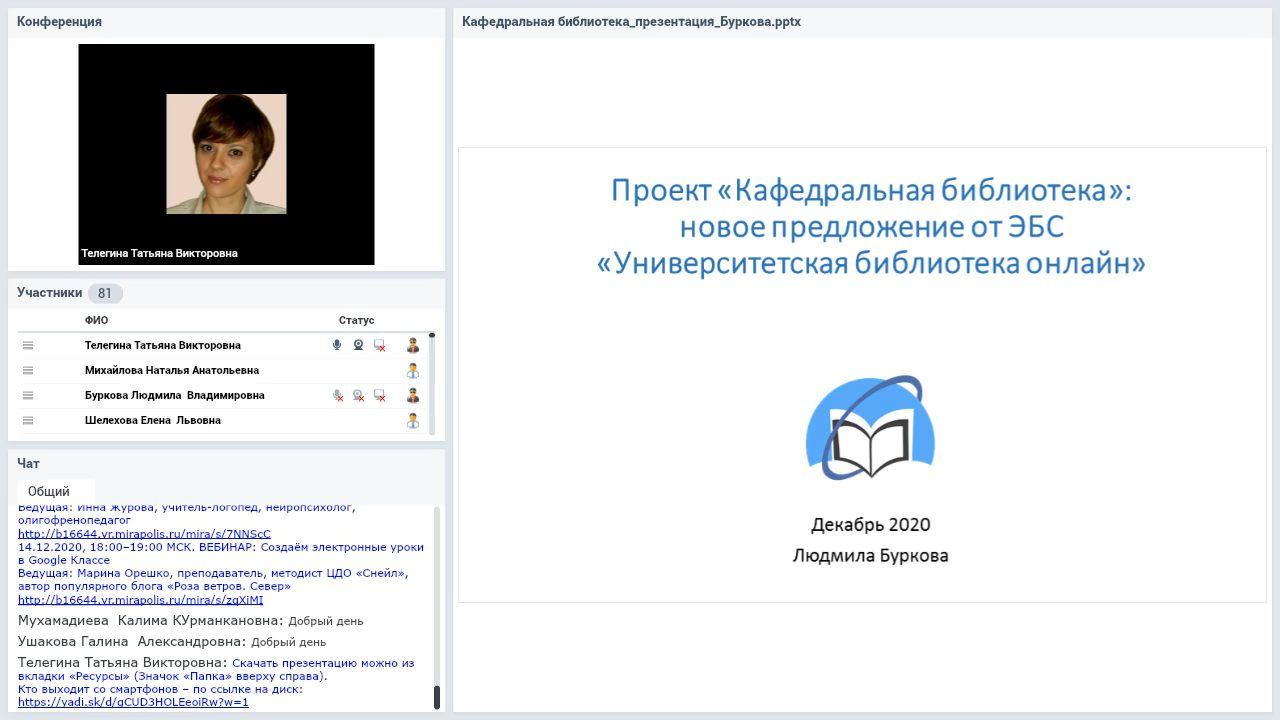 Конференция
Телегина Татьяна Викторовна
Участники 81
ФИО Статус
Телегина Татьяна Викторовна
Михайлова Наталья Анатольевна
Буркова Людмила Владимировна
Шелехова Елена Львовна
Чат
Общий
Ведущая: Инна Журова, учитель-логопед, нейропсихолог,
олигофренопедагог
http://b16644.vr.mirapolis.ru/mira/s/7NNScC
14.12.2020, 18:00–19:00 МСК. ВЕБИНАР: Создаём электронные уроки
в Google Классе
Ведущая: Марина Орешко, преподаватель, методист ЦДО «Снейл»,
автор популярного блога «Роза ветров. Север»
http://b16644.vr.mirapolis.ru/mira/s/zqXiMI
Мухамадиева Калима КУрманкановна: Добрый день
Ушакова Галина Александровна: Добрый день
Телегина Татьяна Викторовна: Скачать презентацию можно из
вкладки «Ресурсы» (Значок «Папка» вверху справа).
Кто выходит со смартфонов – по ссылке на диск:
https://yadi.sk/d/gCUD3HOLEeoiRw?w=1
Кафедральная библиотека_презентация_Буркова.pptx
Проект «Кафедральная библиотека»:
новое предложение от ЭБС
«Университетская библиотека онлайн»
Декабрь 2020
Людмила Буркова